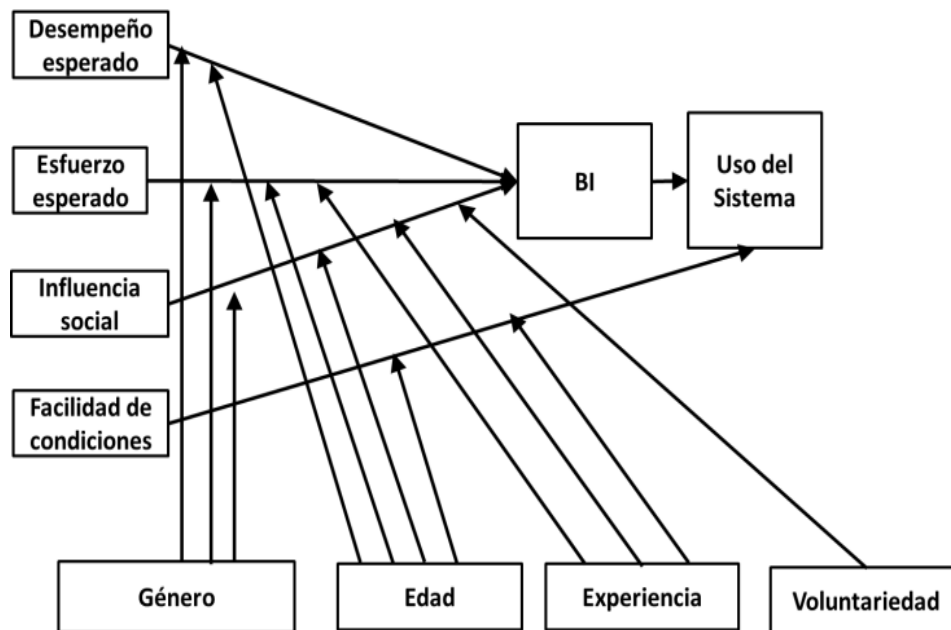 Desempeño
esperado
Esfuerzo
esperado
BI
Uso del
Sistema
Influencia
social
Facilidad de
condiciones
Género
Edad
Experiencia
Voluntariedad